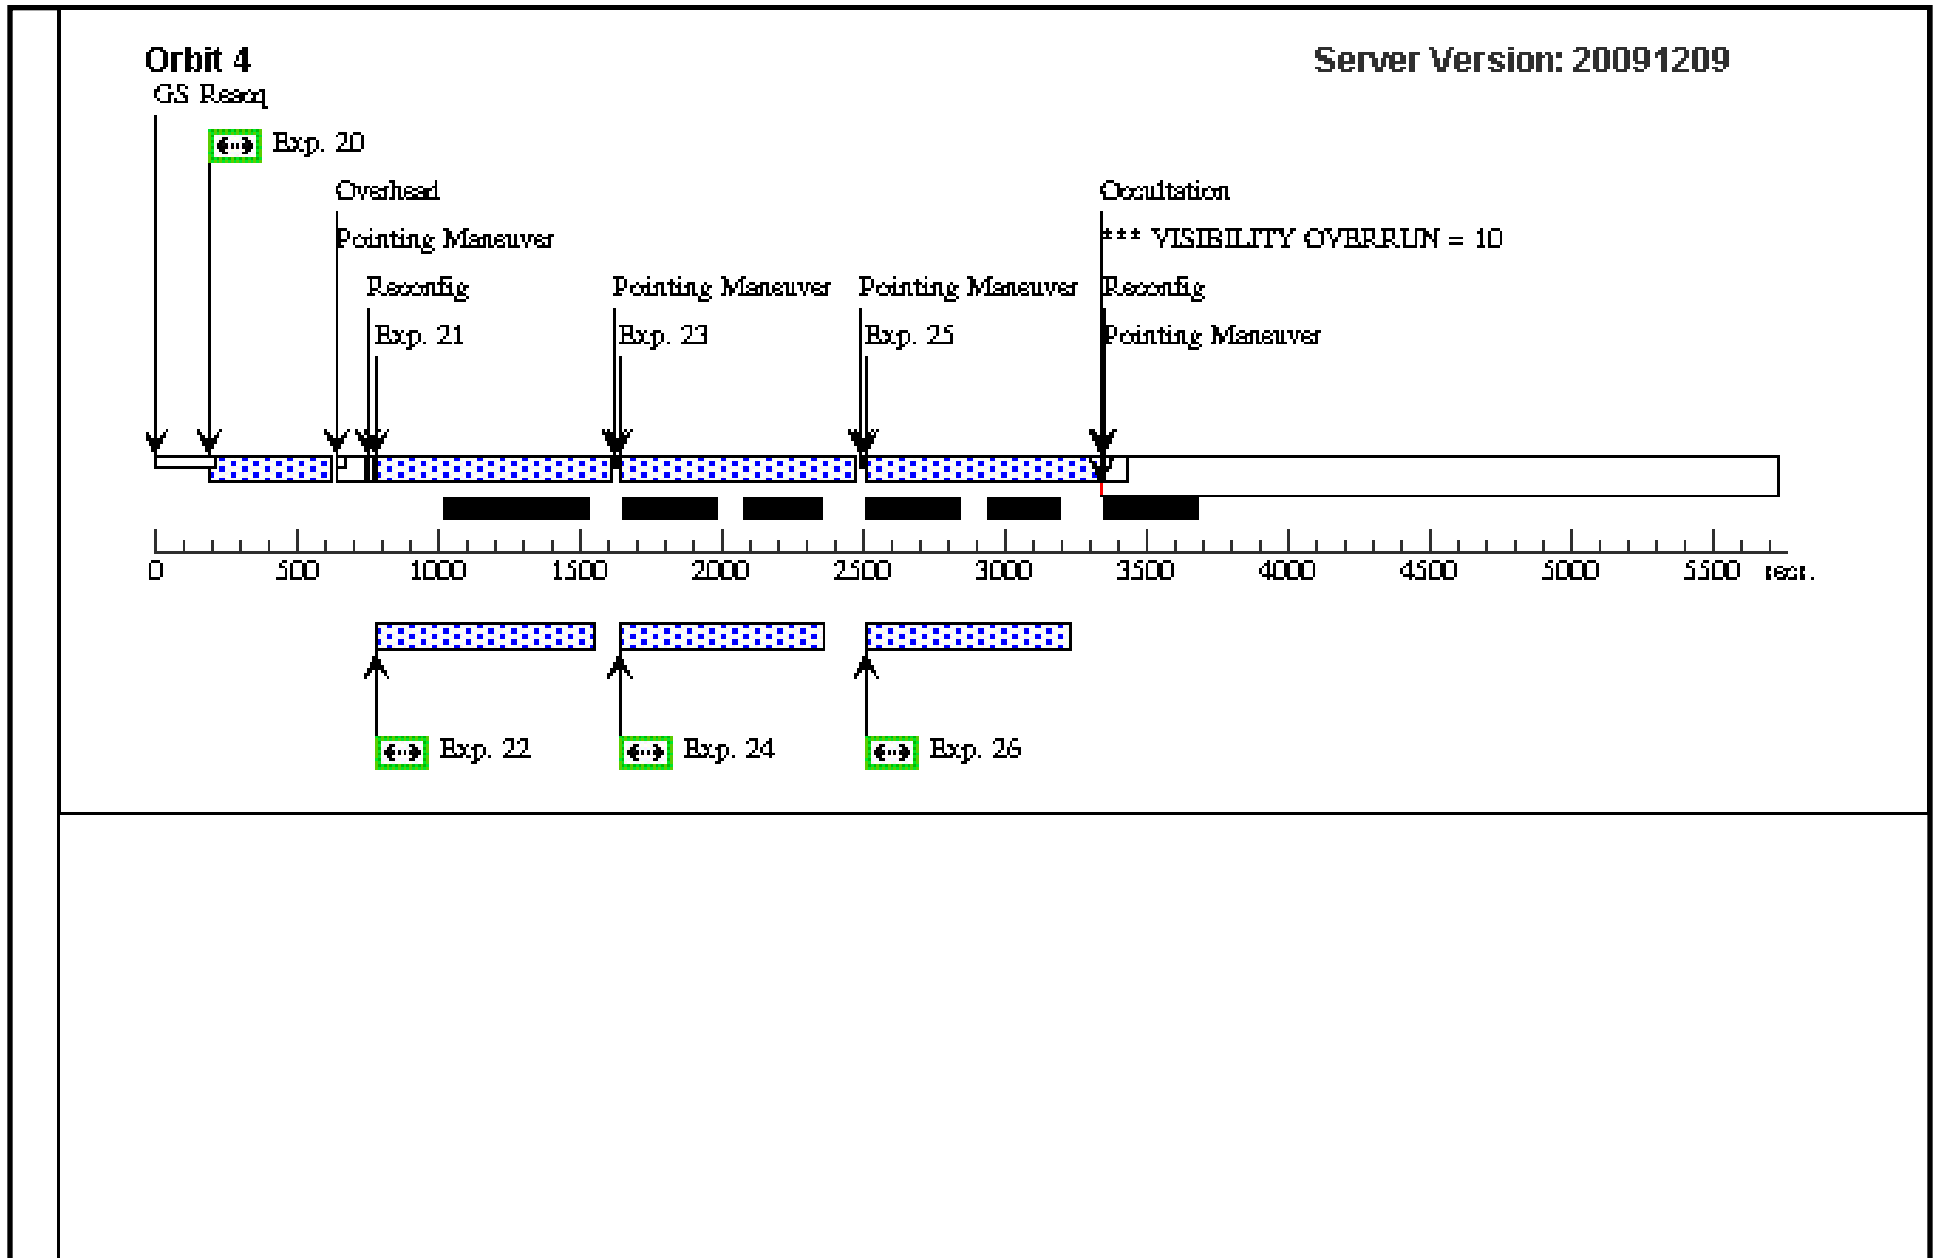 Orbit 4
Server Version: 20091209
GS Reacq
Exp. 20
Overhead
Occultation
Pointing Maneuver
*** VISIBILITY OVERRUN = 10
Reconfig
Pointing Maneuver
Pointing Maneuver
Reconfig
Exp. 21
Exp. 23
Exp. 25
Pointing Maneuver
0 500 1000 1500 2000 2500 3000 3500 4000 4500 5000 5500 secs.
Exp. 22
Exp. 24
Exp. 26